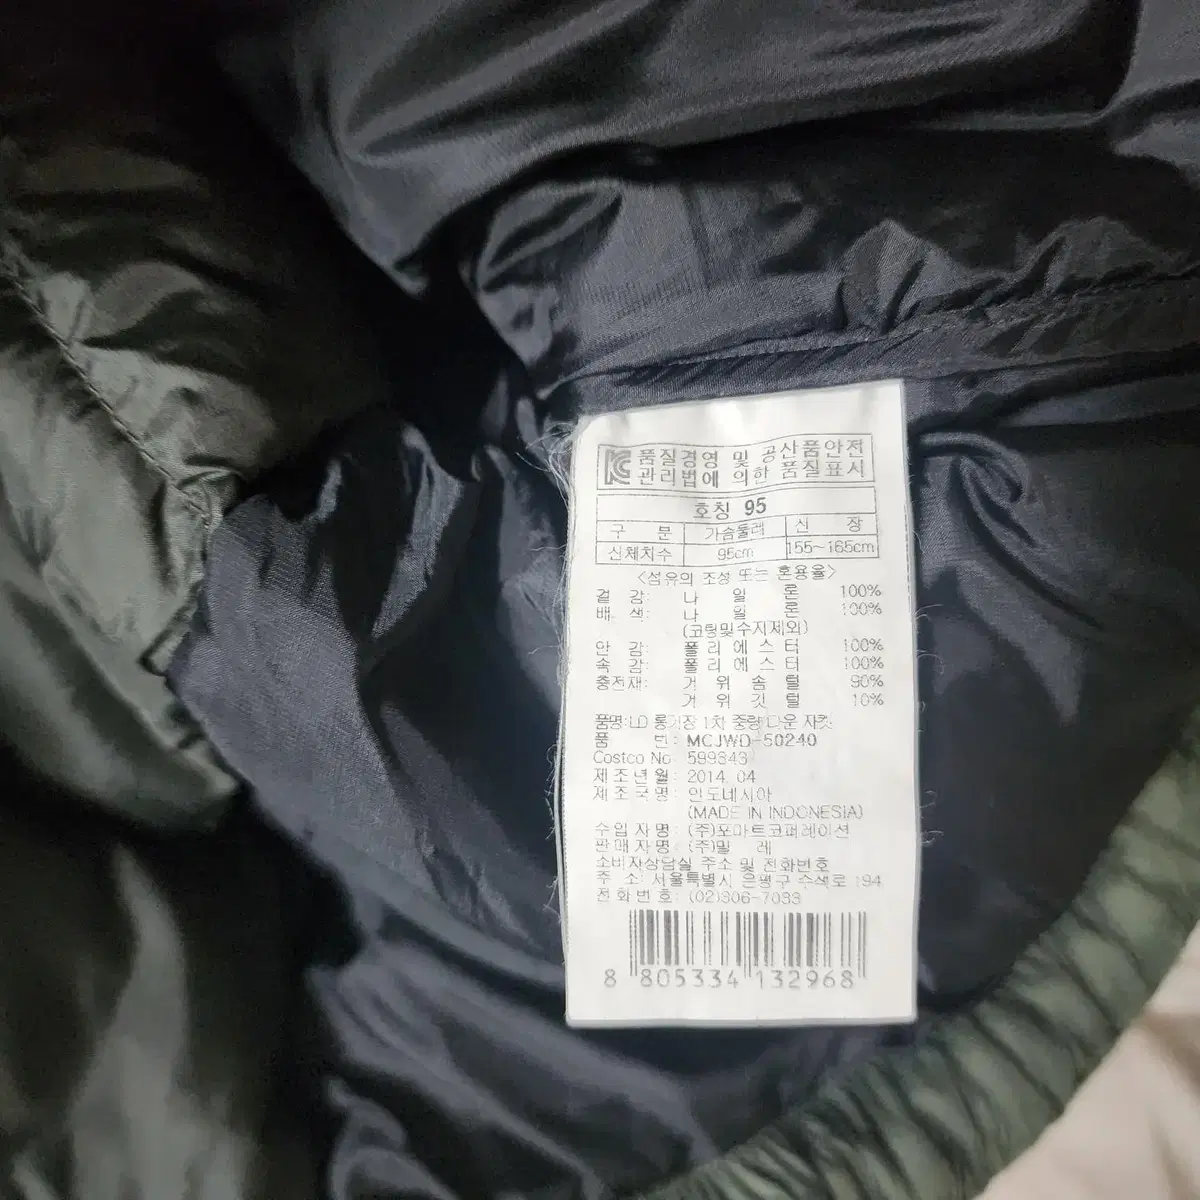 KC 품질경영 및 공산품안전
관리법에 의한 품질표시
호칭 95
구 분 가슴둘레 신 장
신체치수 95cm 155~165cm
<섬유의 조성 또는 혼용율>
겉 감: 나 일 론 100%
배 색: 나 일 론 100%
(코팅및수지제외)
안 감: 폴 리 에 스 터 100%
속 감: 폴 리 에 스 터 100%
충전재: 거 위 솜 털 90%
거 위 깃 털 10%
품명:LD 롱기장 1차 중량 다운 자켓
품 번: MCJWD-50240
Costco No: 599343
제조년월: 2014. 04
제조국명: 인도네시아
(MADE IN INDONESIA)
수입자명: (주)포마트코퍼레이션
판매자명: (주)밀 레
소비자상담실 주소 및 전화번호
주 소: 서울특별시 은평구 수색로 194
전화번호: (02)306-7033
8 805334 132968